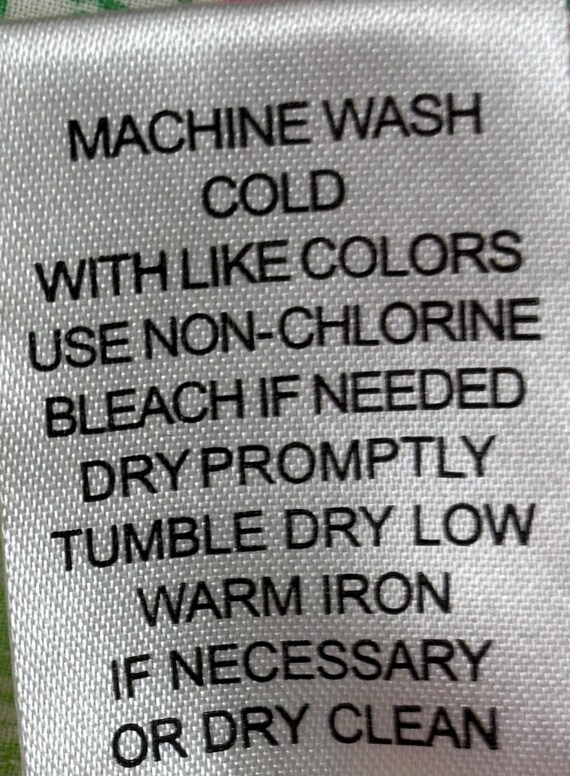 MACHINE WASH
COLD
WITH LIKE COLORS
USE NON-CHLORINE
BLEACH IF NEEDED
DRY PROMPTLY
TUMBLE DRY LOW
WARM IRON
IF NECESSARY
OR DRY CLEAN